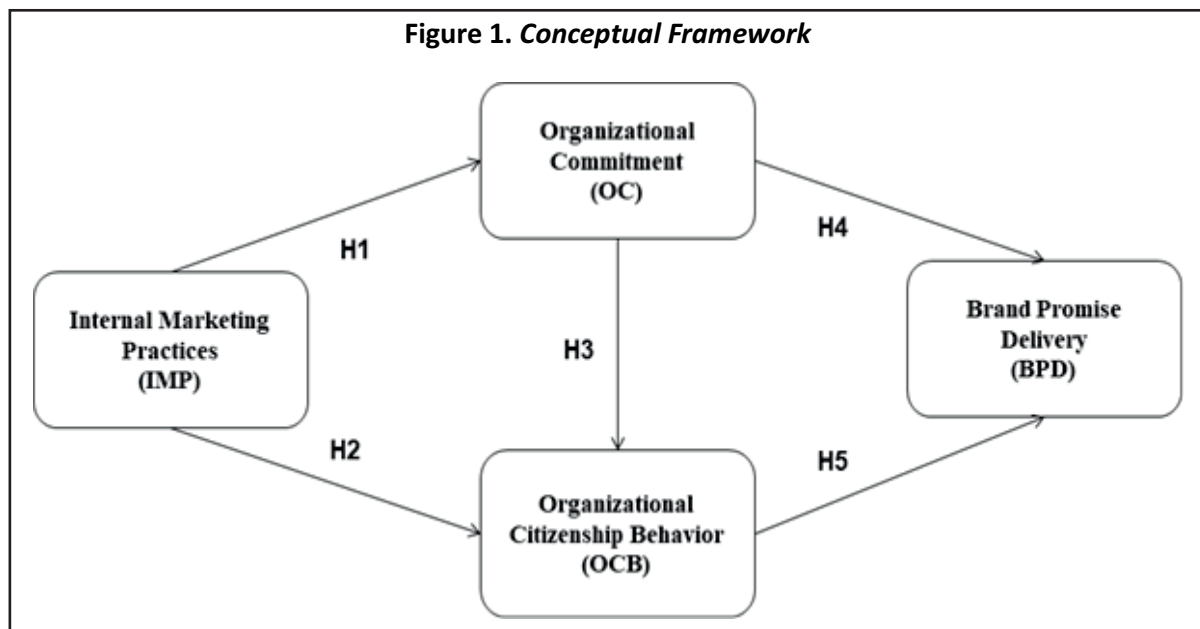 Figure 1. Conceptual Framework
Organizational
Commitment
(OC)
H1
H4
Internal Marketing
Practices
(IMP)
H3
Brand Promise
Delivery
(BPD)
H2
H5
Organizational
Citizenship Behavior
(OCB)